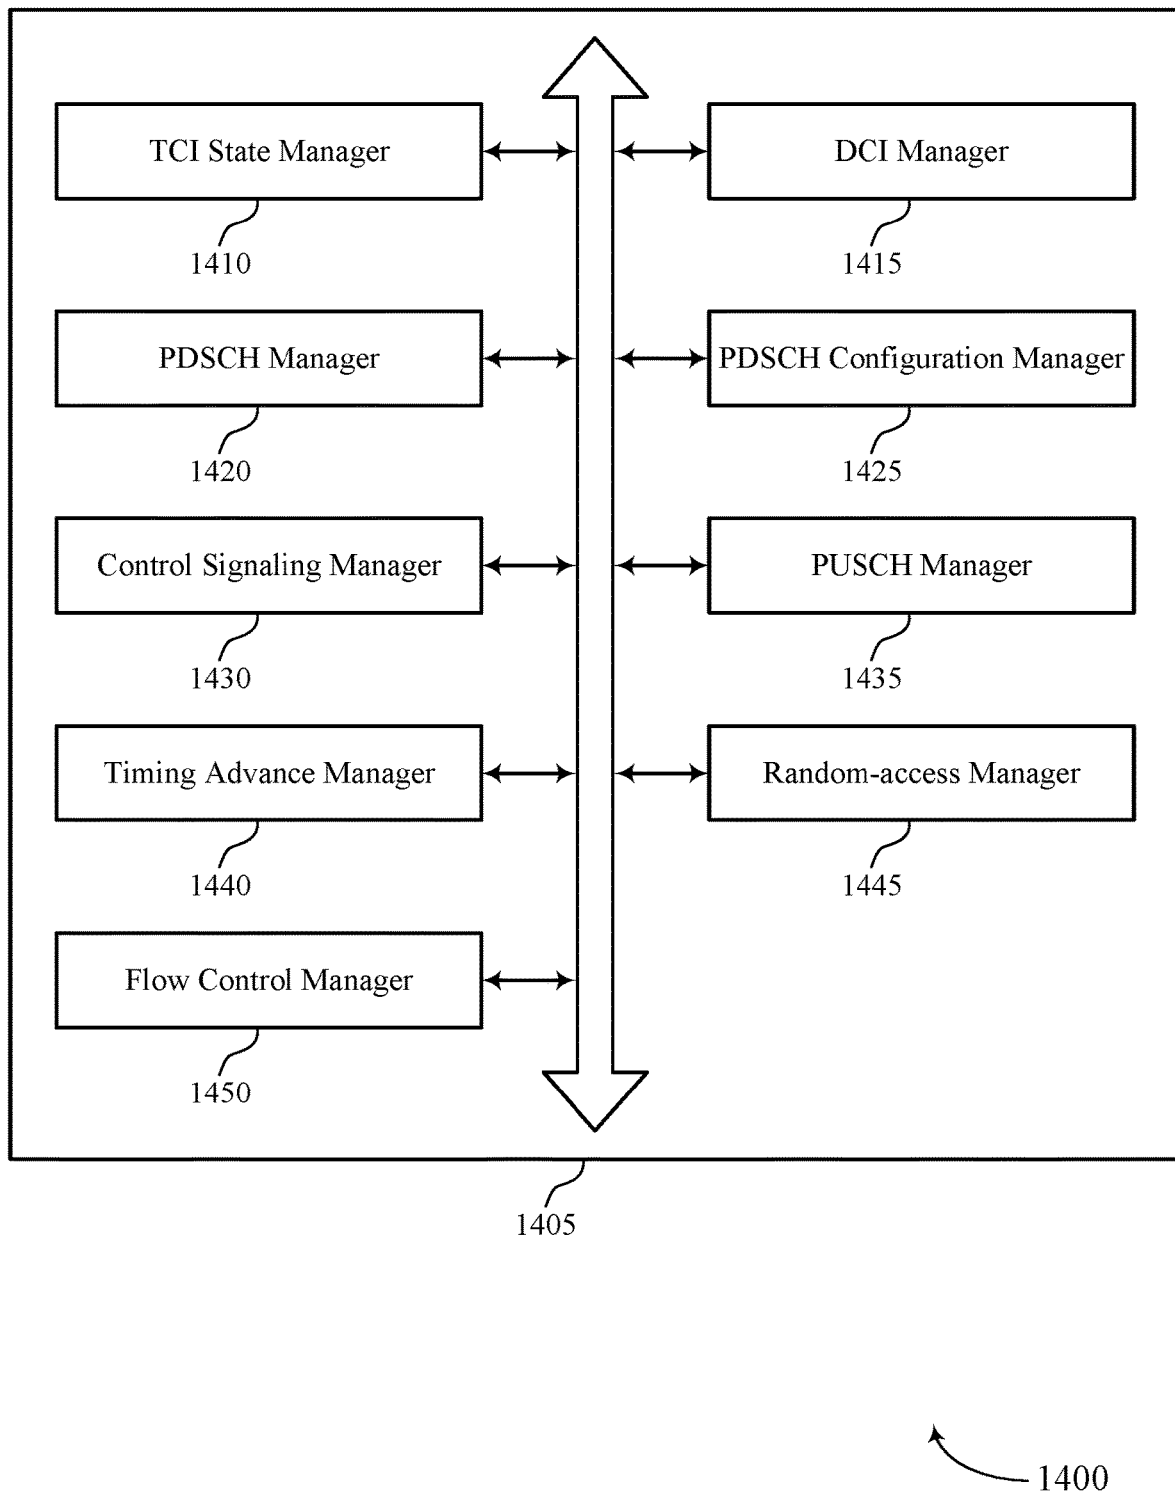 TCI State Manager
DCI Manager
1410
1415
PDSCH Manager
PDSCH Configuration Manager
1420
1425
Control Signaling Manager
PUSCH Manager
1430
1435
Timing Advance Manager
Random-access Manager
1440
1445
Flow Control Manager
1450
1405
1400